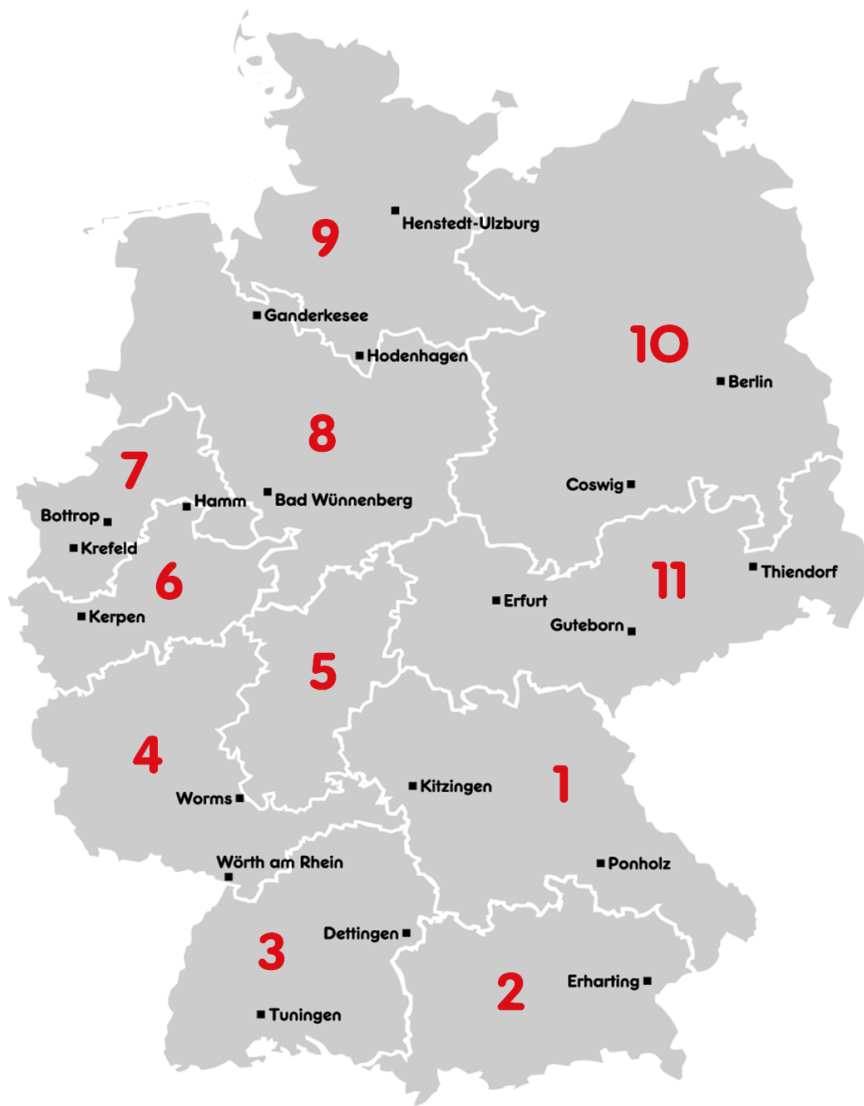 Henstedt-Ulzburg
9
Ganderkesee
10
Hodenhagen
Berlin
8
7
Coswig
Bad Wünnenberg
Hamm
Bottrop
Krefeld
6
11
Thiendorf
Erfurt
Kerpen
Guteborn
5
4
1
Kitzingen
Worms
Wörth am Rhein
Ponholz
Dettingen
3
Erharting
2
Tuningen